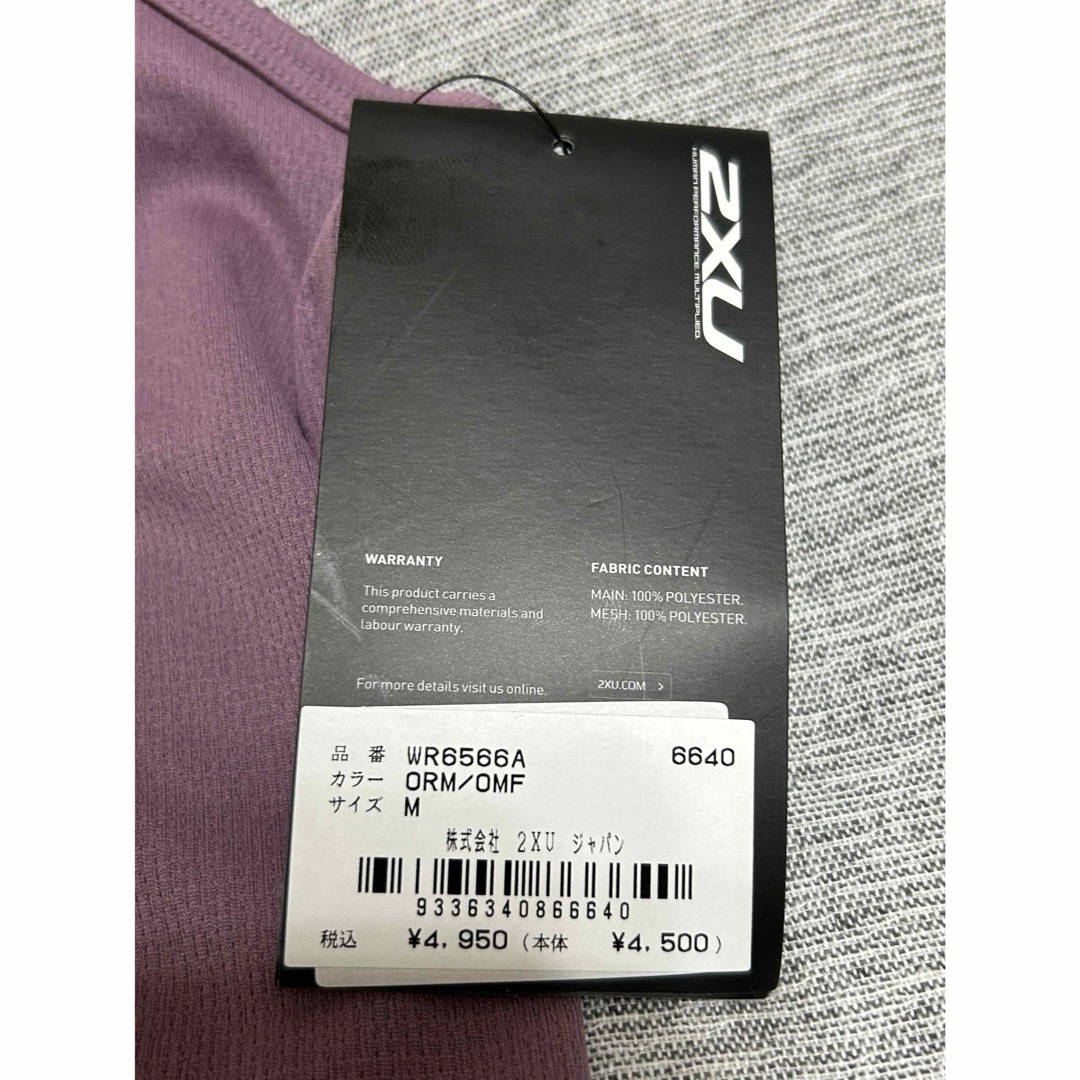 2XU
HUMAN PERFORMANCE. MULTIPLIED.
WARRANTY
This product carries a
comprehensive materials and
labour warranty.
For more details visit us online.
FABRIC CONTENT
MAIN: 100% POLYESTER.
MESH: 100% POLYESTER.
2XU.COM >
品 番 WR6566A 6640
カラー ORM/OMF
サイズ M
株式会社 2XU ジャパン
9336340866640
税込 ¥4,950 (本体 ¥4,500)